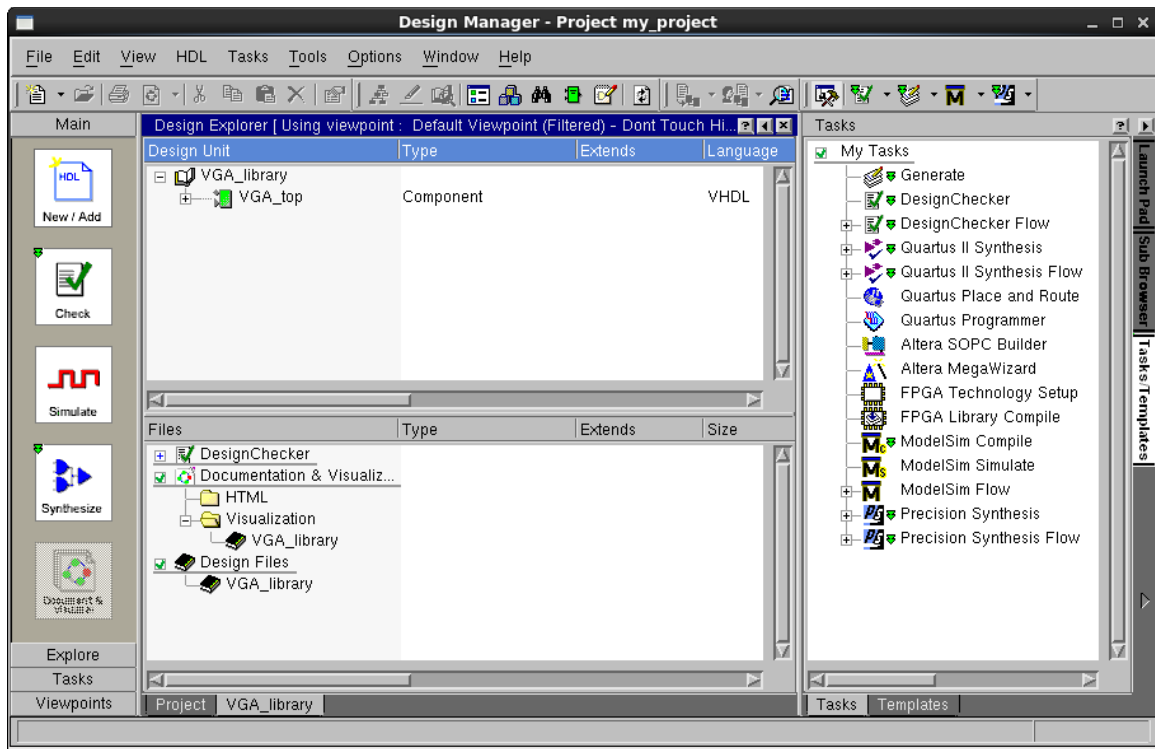 Design Manager - Project my_project
File Edit View HDL Tasks Tools Options Window Help
Main
HDL
New / Add
Check
Simulate
Synthesize
Document &
Visualize
Explore
Tasks
Viewpoints
Design Explorer [ Using viewpoint : Default Viewpoint (Filtered) - Dont Touch Hi...
Design Unit Type Extends Language
VGA_library
VGA_top Component VHDL
Files Type Extends Size
DesignChecker
Documentation & Visualiz...
HTML
Visualization
VGA_library
Design Files
VGA_library
Project VGA_library
Tasks
My Tasks
Generate
DesignChecker
DesignChecker Flow
Quartus II Synthesis
Quartus II Synthesis Flow
Quartus Place and Route
Quartus Programmer
Altera SOPC Builder
Altera MegaWizard
FPGA Technology Setup
FPGA Library Compile
ModelSim Compile
ModelSim Simulate
ModelSim Flow
Precision Synthesis
Precision Synthesis Flow
Tasks Templates
Launch Pad
Sub Browser
Tasks/Templates